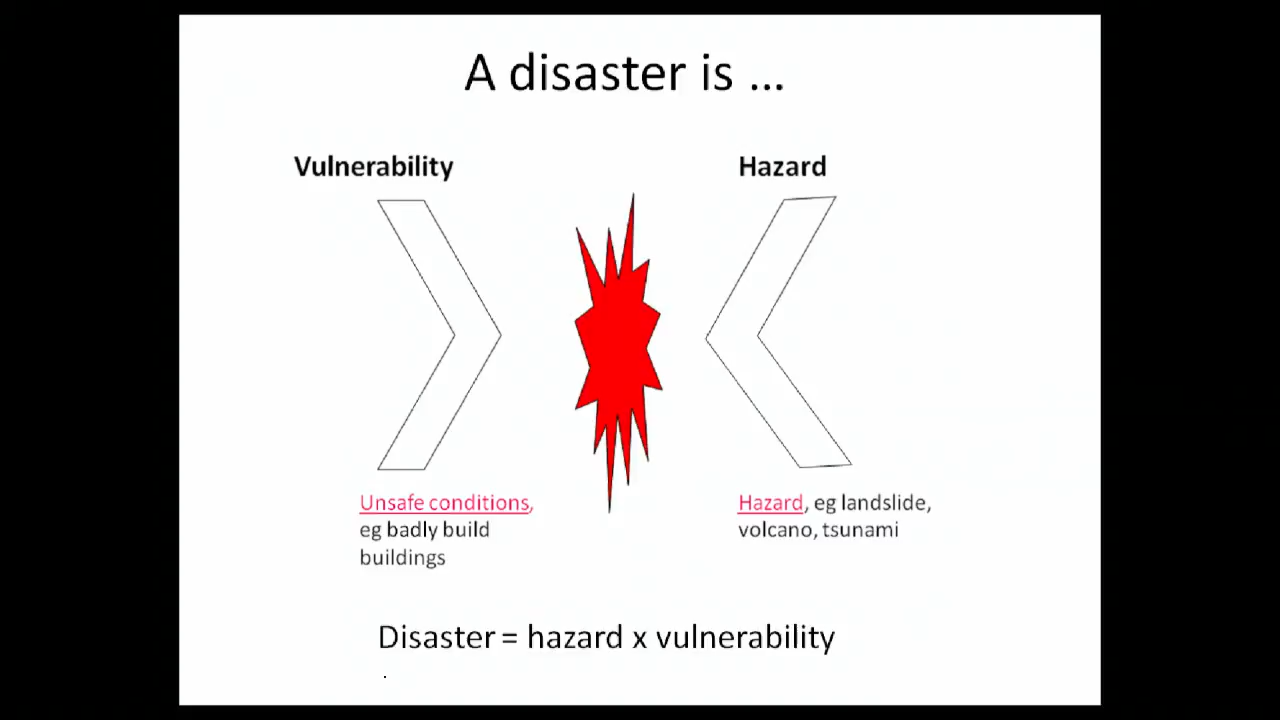 A disaster is ...
Vulnerability
Hazard
Unsafe conditions,
eg badly build
buildings
Hazard, eg landslide,
volcano, tsunami
Disaster = hazard x vulnerability
.